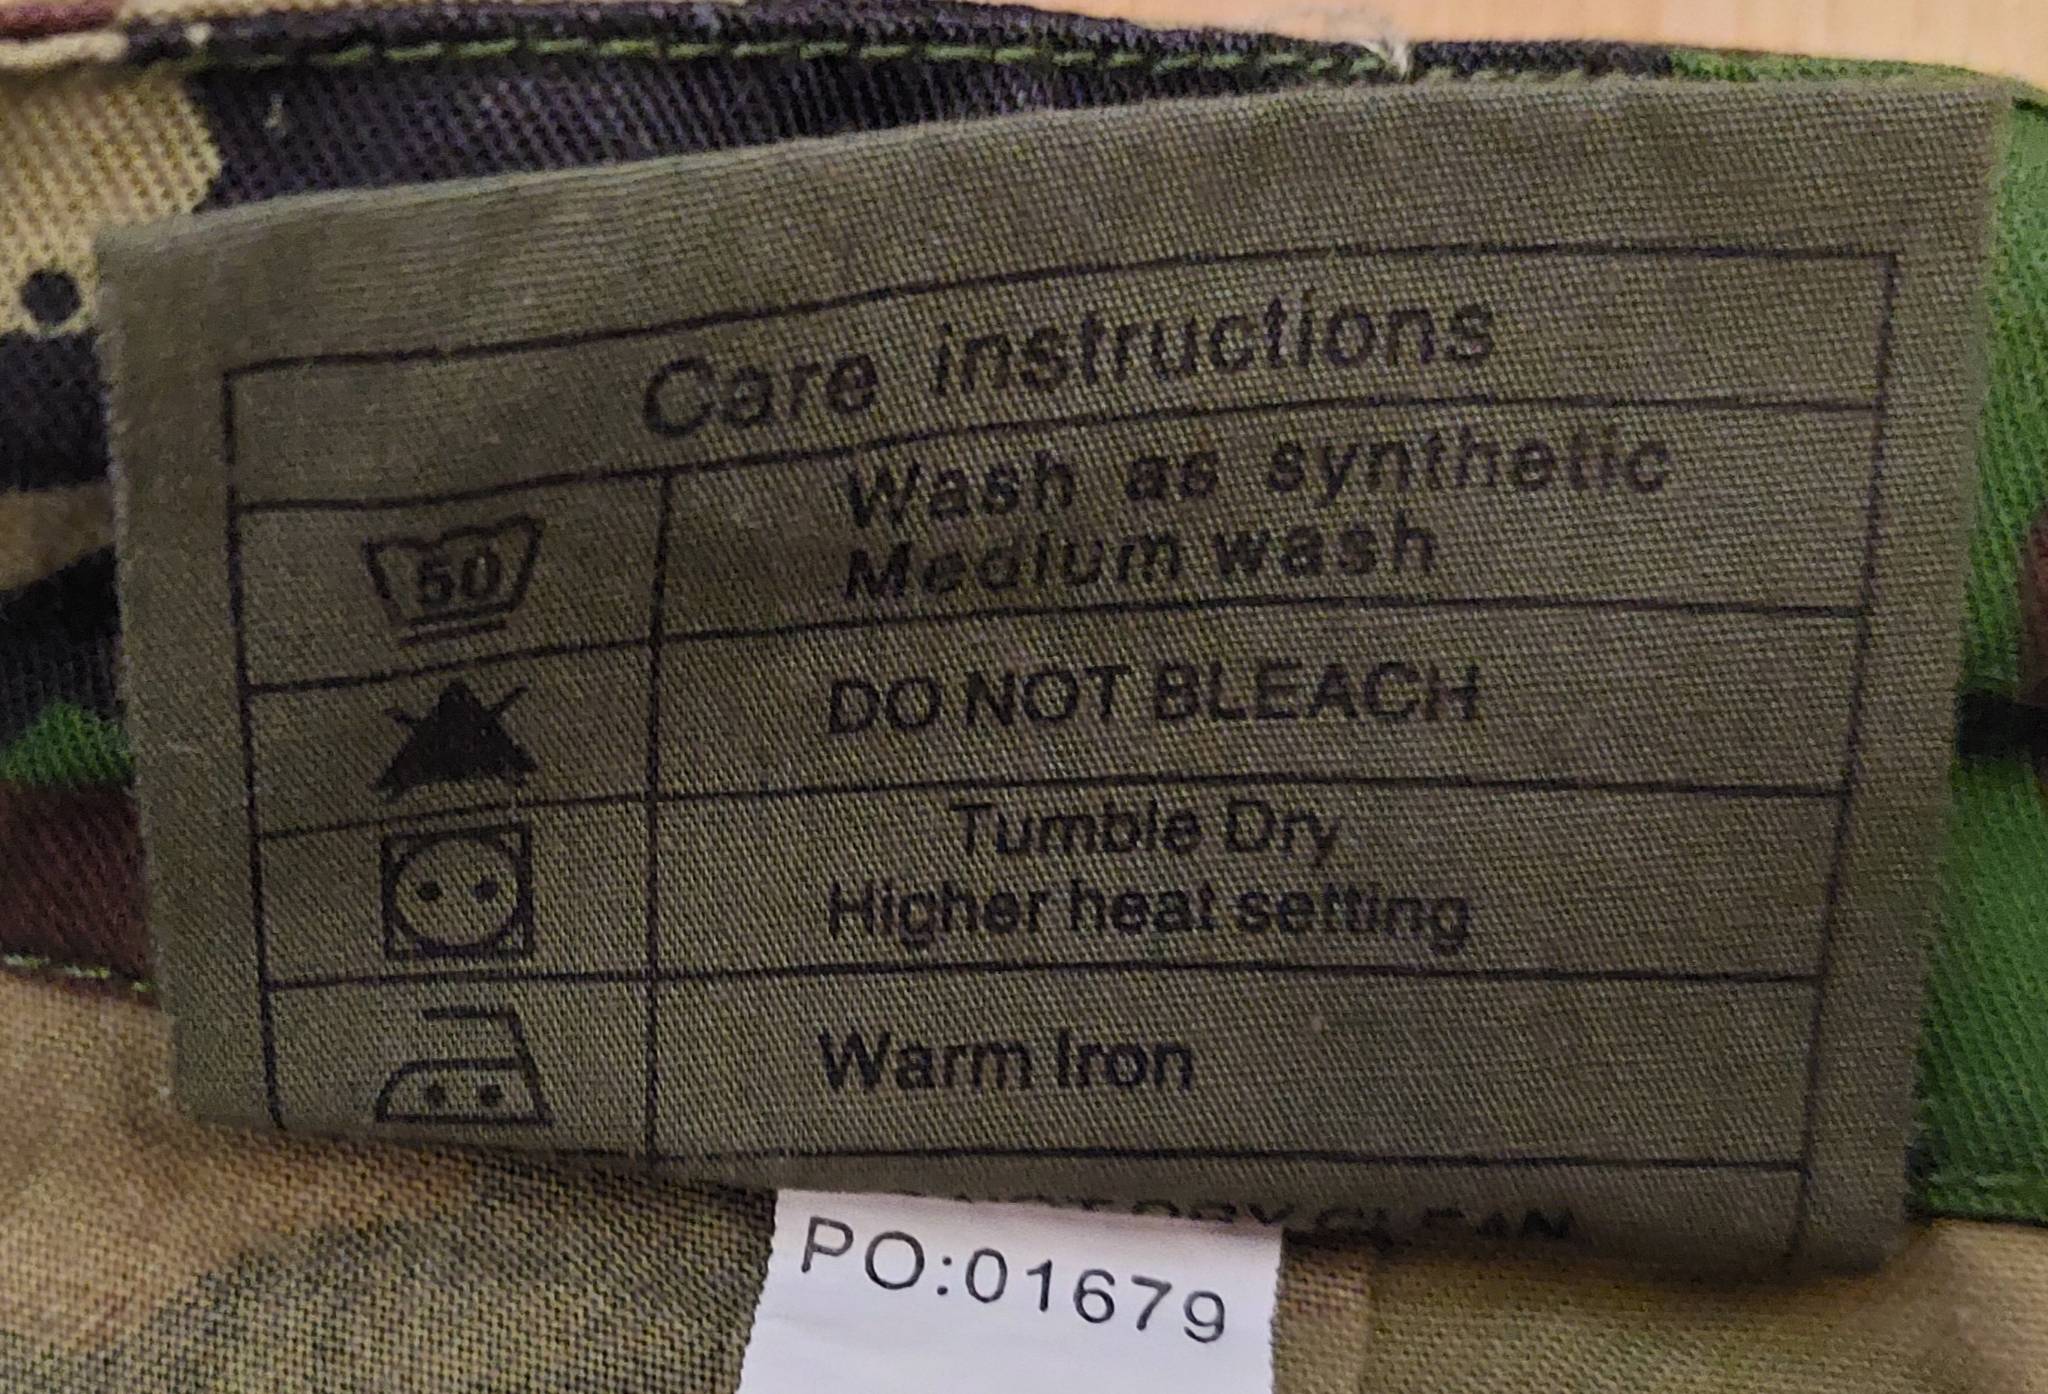 Care instructions
50
Wash as synthetic
Medium wash
DO NOT BLEACH
Tumble Dry
Higher heat setting
Warm Iron
CLEAN
PO:01679